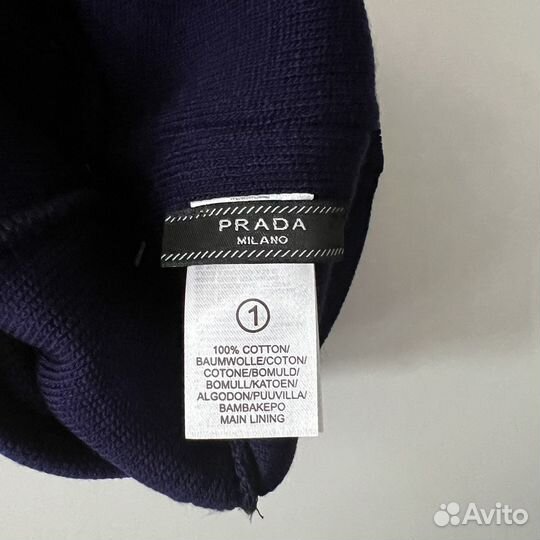 PRADA
MILANO
1
100% COTTON/
BAUMWOLLE/COTON/
COTONE/BOMULD/
BOMULL/KATOEN/
ALGODON/PUUVILLA/
BAMBAKEPO
MAIN LINING
Avito